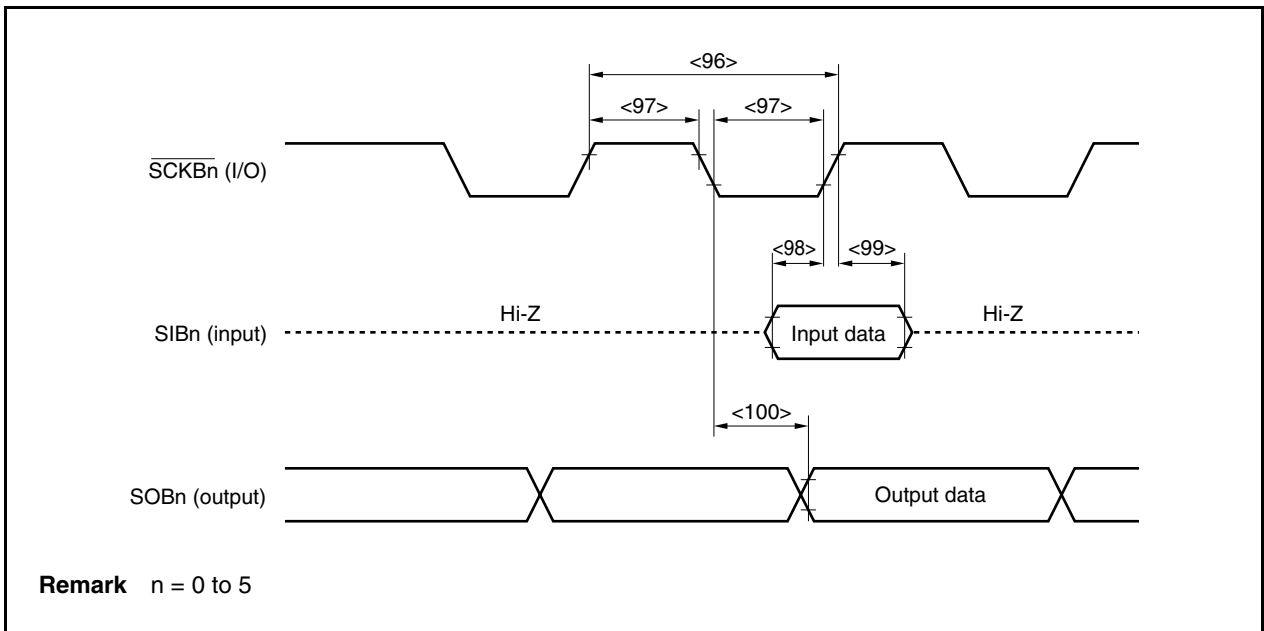 <96>
<97> <97>
SCKBn (I/O)
<98> <99>
Hi-Z Hi-Z
SIBn (input) Input data
<100>
SOBn (output) Output data
Remark n = 0 to 5